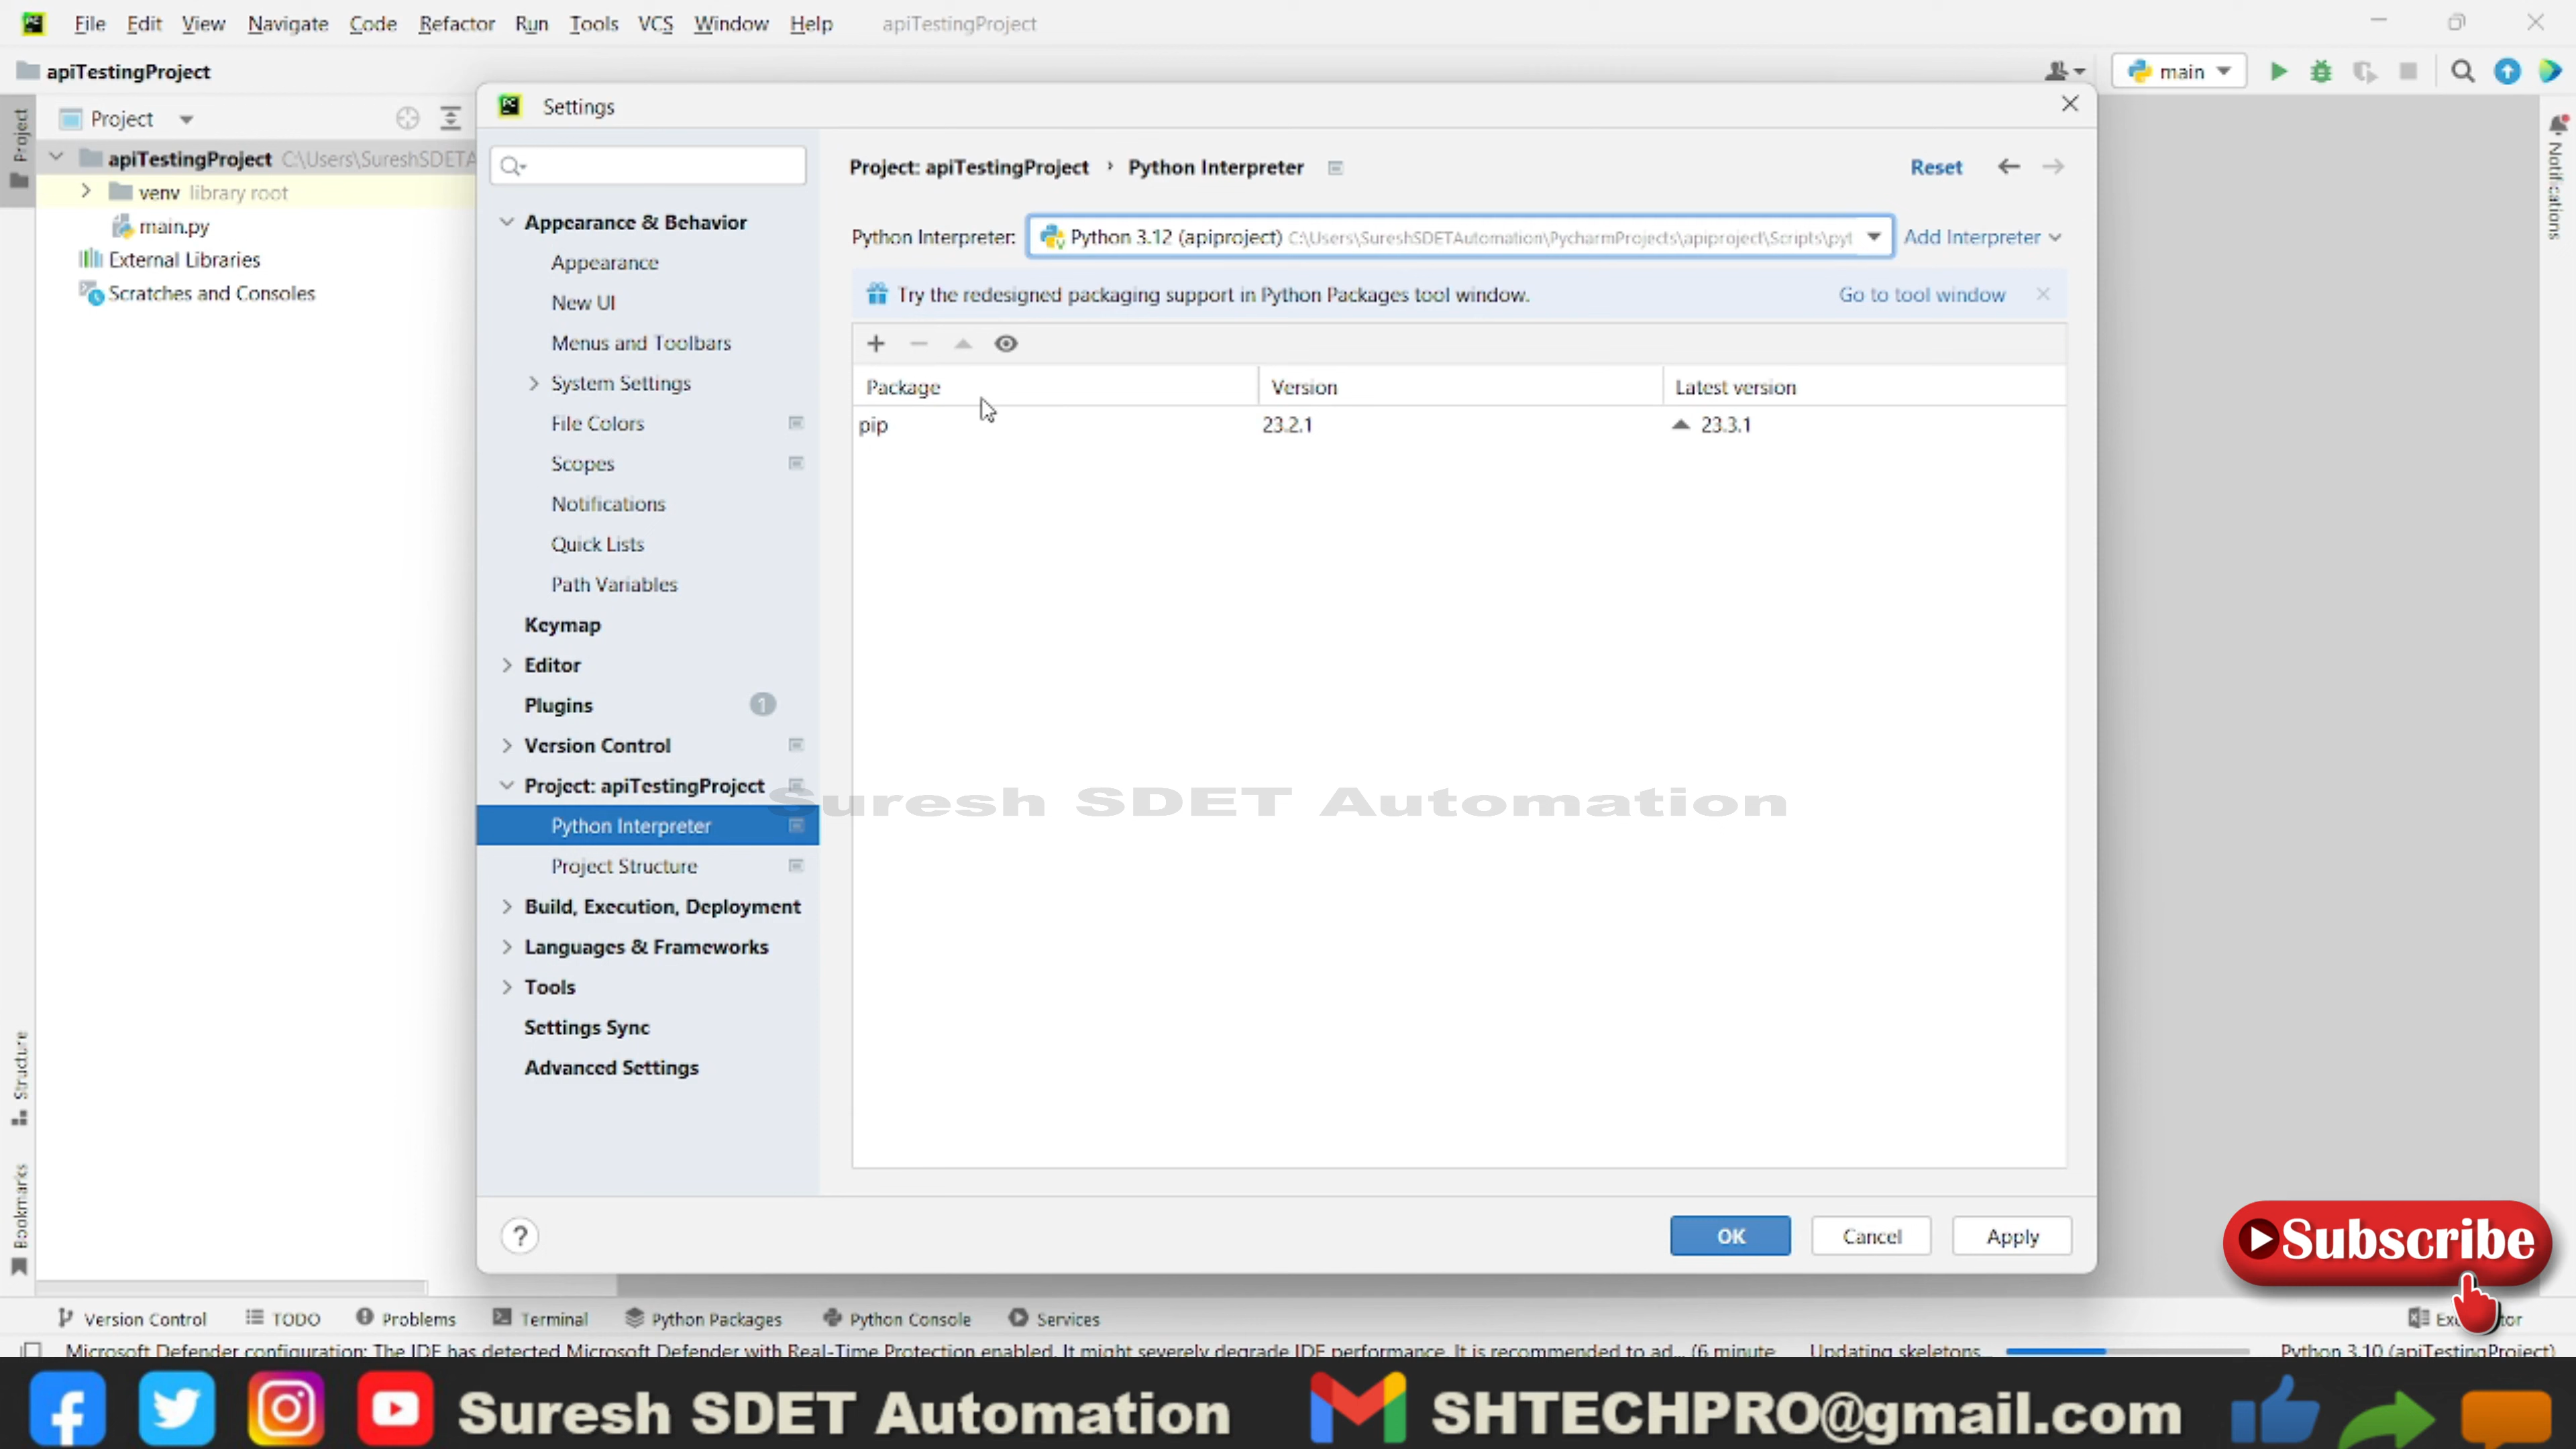 File Edit View Navigate Code Refactor Run Tools VCS Window Help apiTestingProject
apiTestingProject
main
Project
Project
apiTestingProject C:\Users\SureshSDETA
venv library root
main.py
External Libraries
Scratches and Consoles
Structure
Bookmarks
Notifications
Settings
Appearance & Behavior
Appearance
New UI
Menus and Toolbars
System Settings
File Colors
Scopes
Notifications
Quick Lists
Path Variables
Keymap
Editor
Plugins 1
Version Control
Project: apiTestingProject
Python Interpreter
Project Structure
Build, Execution, Deployment
Languages & Frameworks
Tools
Settings Sync
Advanced Settings
Project: apiTestingProject › Python Interpreter
Reset
Python Interpreter: Python 3.12 (apiproject) C:\Users\SureshSDETAutomation\PycharmProjects\apiproject\Scripts\pyt Add Interpreter
Try the redesigned packaging support in Python Packages tool window. Go to tool window
Package Version Latest version
pip 23.2.1 23.3.1
Suresh SDET Automation
? OK Cancel Apply
Subscribe
Version Control TODO Problems Terminal Python Packages Python Console Services
Microsoft Defender configuration: The IDE has detected Microsoft Defender with Real-Time Protection enabled. It might severely degrade IDE performance. It is recommended to ad... (6 minute Updating skeletons... Python 3.10 (apiTestingProject)
Suresh SDET Automation SHTECHPRO@gmail.com